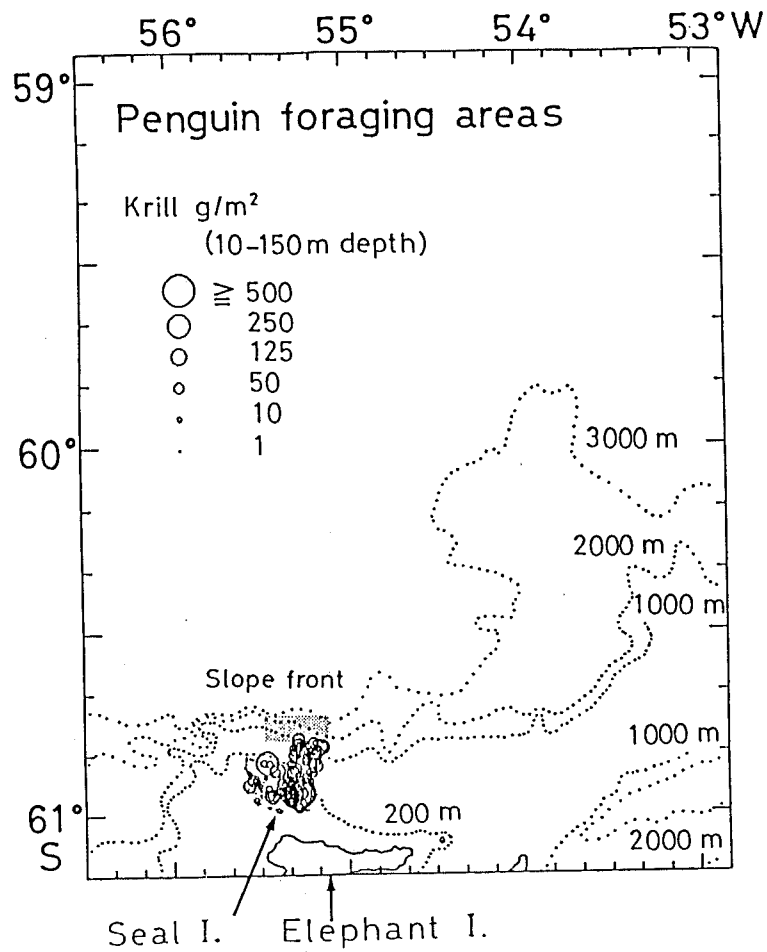 56° 55° 54° 53° W
59°
Penguin foraging areas
Krill g/m²
(10-150m depth)
≧ 500
250
125
50
10
1
60°
3000 m
2000 m
1000 m
Slope front
1000 m
61°
S
200 m
2000 m
Seal I. Elephant I.